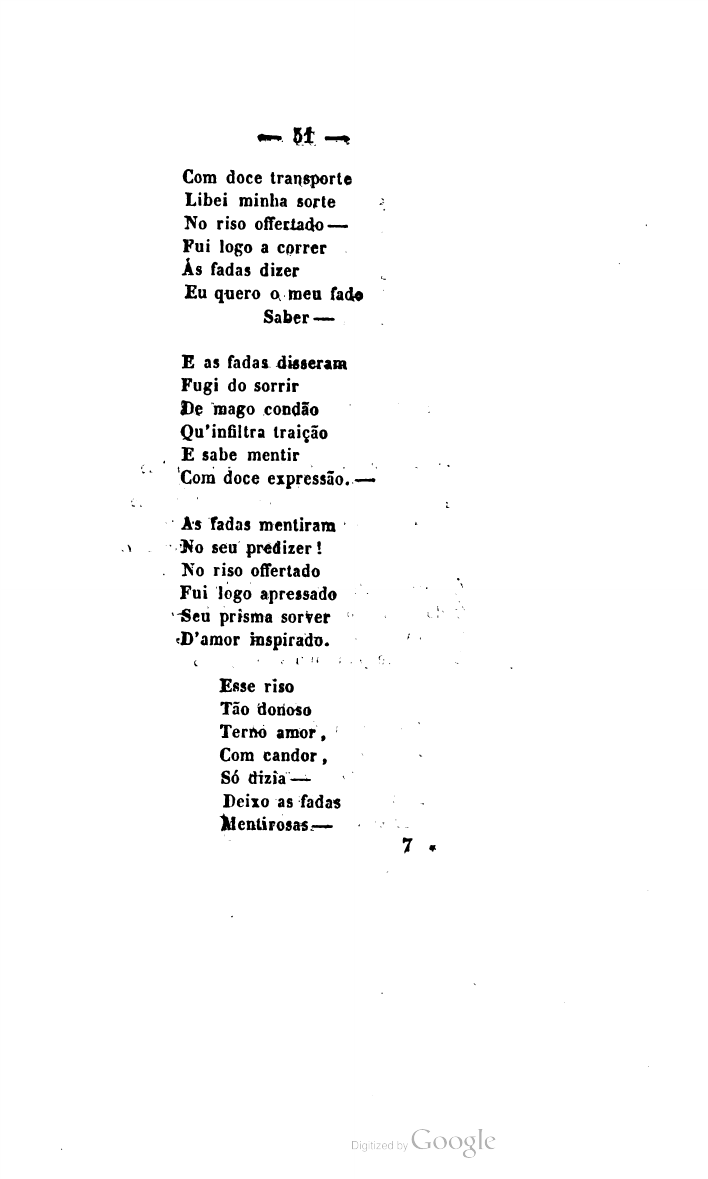 — 51 —
Com doce transporte
Libei minha sorte
No riso offertado —
Fui logo a correr
Ás fadas dizer
Eu quero o meu fado
Saber —
E as fadas disseram
Fugi do sorrir
De mago condão
Qu'infiltra traição
E sabe mentir
Com doce expressão. —
As fadas mentiram
No seu predizer !
No riso offertado
Fui logo apressado
Seu prisma sorver
D'amor inspirado.
Esse riso
Tão donoso
Terno amor,
Com candor,
Só dizia —
Deixo as fadas
Mentirosas. —
7 *
Digitized by Google